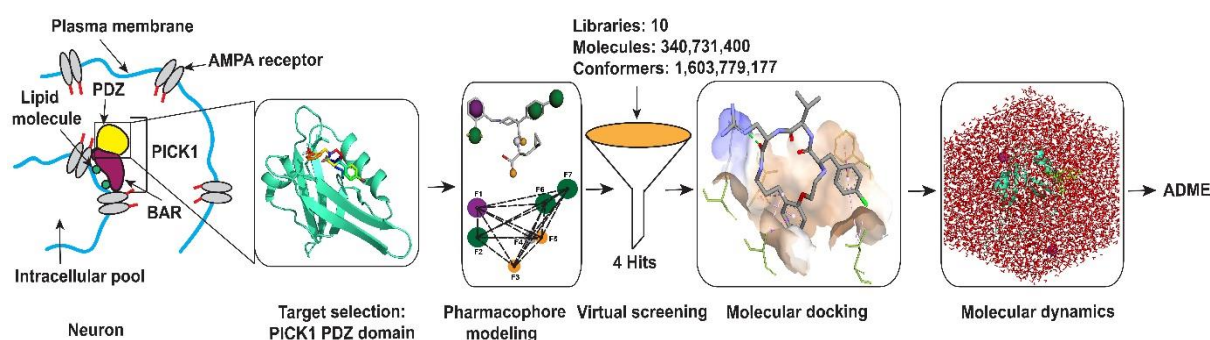 Plasma membrane
AMPA receptor
Lipid
molecule
PDZ
PICK1
BAR
Intracellular pool
Neuron
Target selection:
PICK1 PDZ domain
F1
F6
F7
F4
F5
F2
F3
Pharmacophore
modeling
Libraries: 10
Molecules: 340,731,400
Conformers: 1,603,779,177
4 Hits
Virtual screening
Molecular docking
Molecular dynamics
ADME